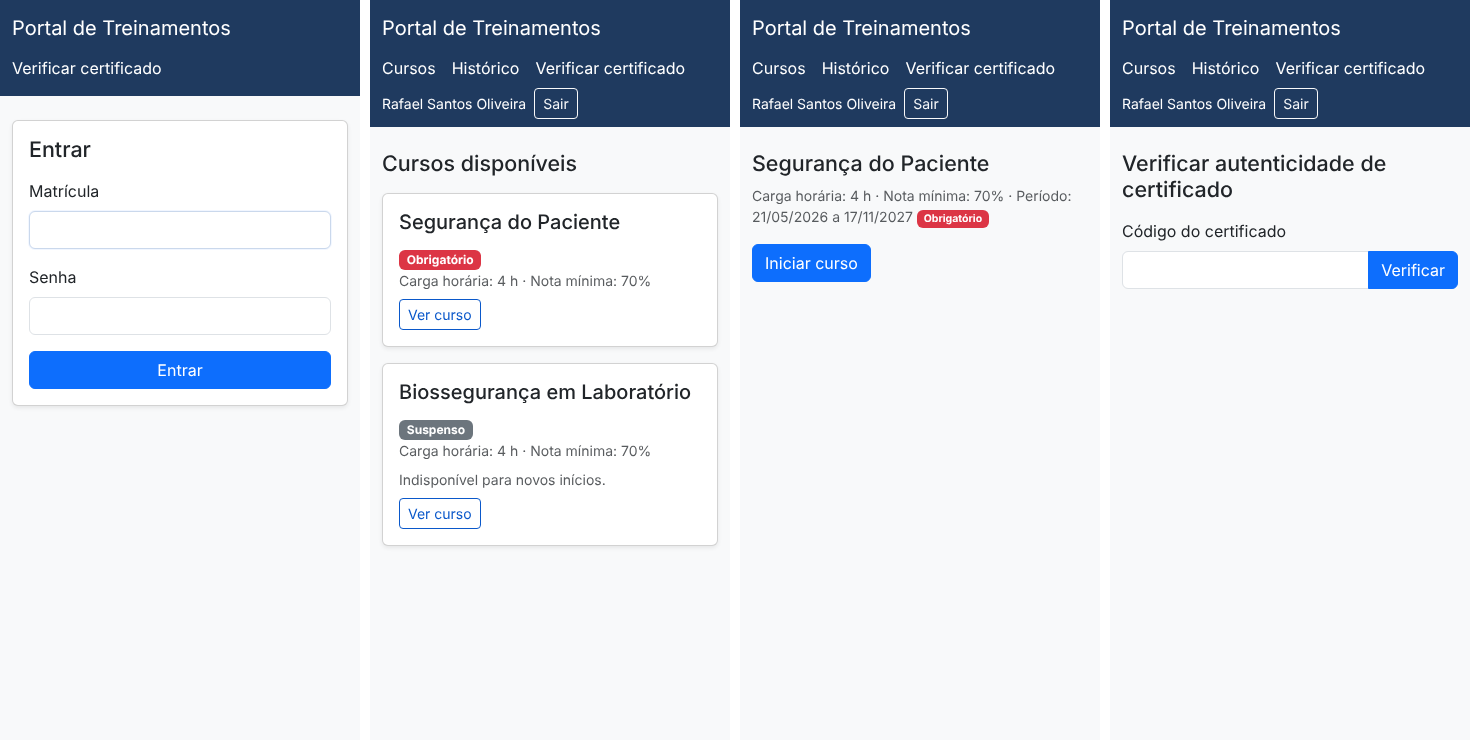 Portal de Treinamentos
Verificar certificado
Entrar
Matrícula
Senha
Entrar
Portal de Treinamentos
Cursos Histórico Verificar certificado
Rafael Santos Oliveira Sair
Cursos disponíveis
Segurança do Paciente
Obrigatório
Carga horária: 4 h · Nota mínima: 70%
Ver curso
Biossegurança em Laboratório
Suspenso
Carga horária: 4 h · Nota mínima: 70%
Indisponível para novos inícios.
Ver curso
Portal de Treinamentos
Cursos Histórico Verificar certificado
Rafael Santos Oliveira Sair
Segurança do Paciente
Carga horária: 4 h · Nota mínima: 70% · Período:
21/05/2026 a 17/11/2027 Obrigatório
Iniciar curso
Portal de Treinamentos
Cursos Histórico Verificar certificado
Rafael Santos Oliveira Sair
Verificar autenticidade de
certificado
Código do certificado
Verificar